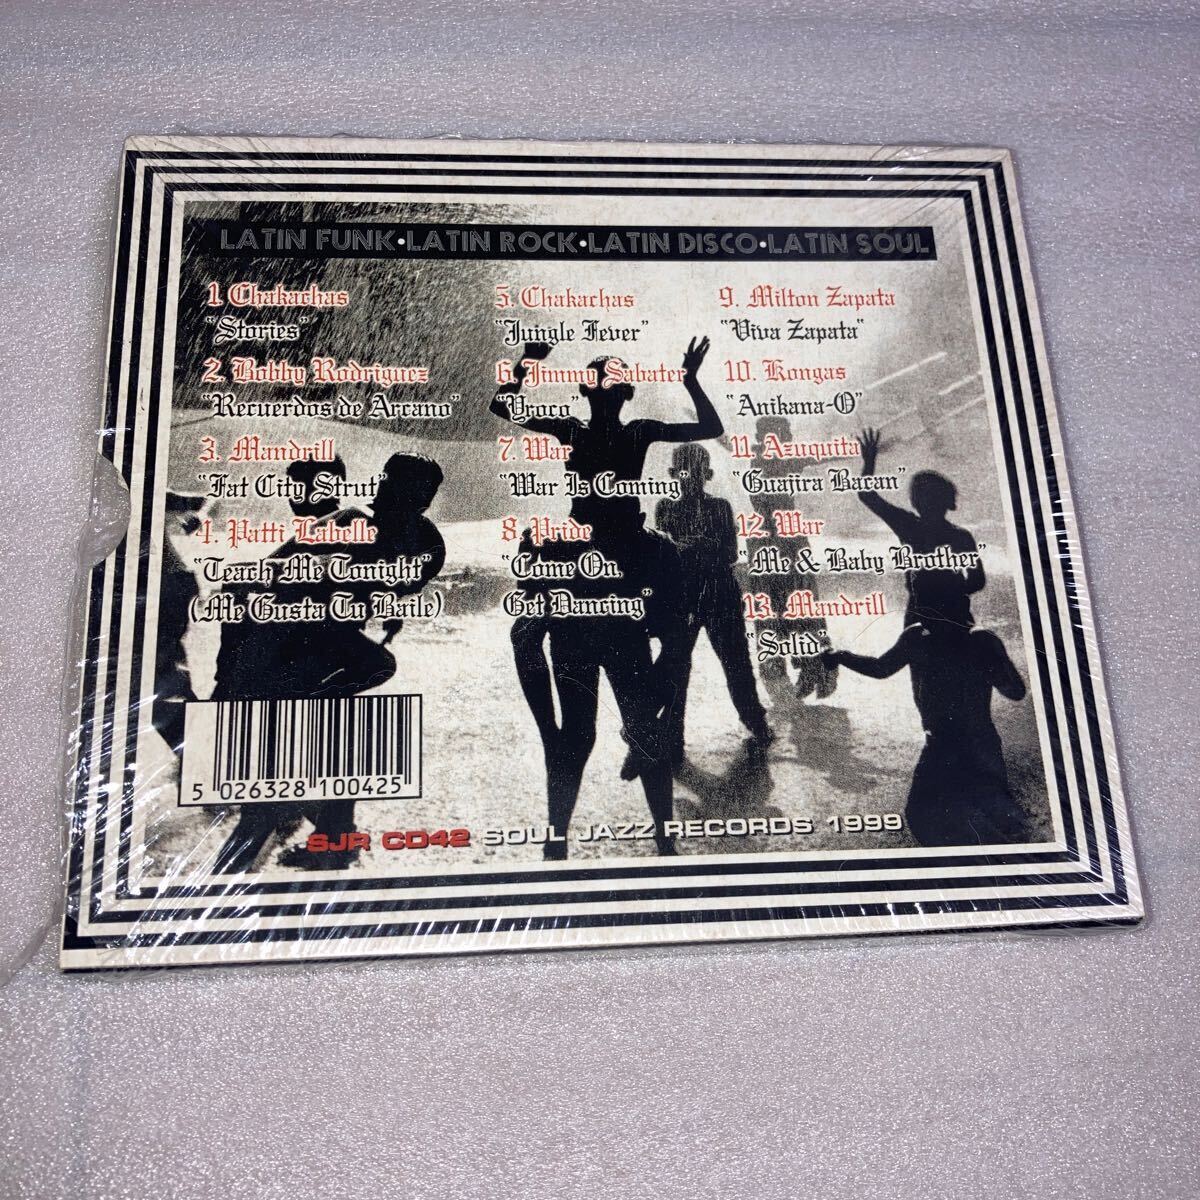 LATIN FUNK•LATIN ROCK•LATIN DISCO•LATIN SOUL
1. Chakachas
"Stories"
2. Bobby Rodriguez
"Recuerdos de Arcano"
3. Mandrill
"Fat City Strut"
4. Patti Labelle
"Teach Me Tonight"
(Me Gusta Tu Baile)
5. Chakachas
"Jungle Fever"
6. Jimmy Sabater
"Yroco"
7. War
"War Is Coming"
8. Pride
"Come On,
Get Dancing"
9. Milton Zapata
"Viva Zapata"
10. Kongas
"Anikana-O"
11. Azuquita
"Guajira Bacan"
12. War
"Me & Baby Brother"
13. Mandrill
"Solid"
5 026328 100425
SJR CD42 SOUL JAZZ RECORDS 1999